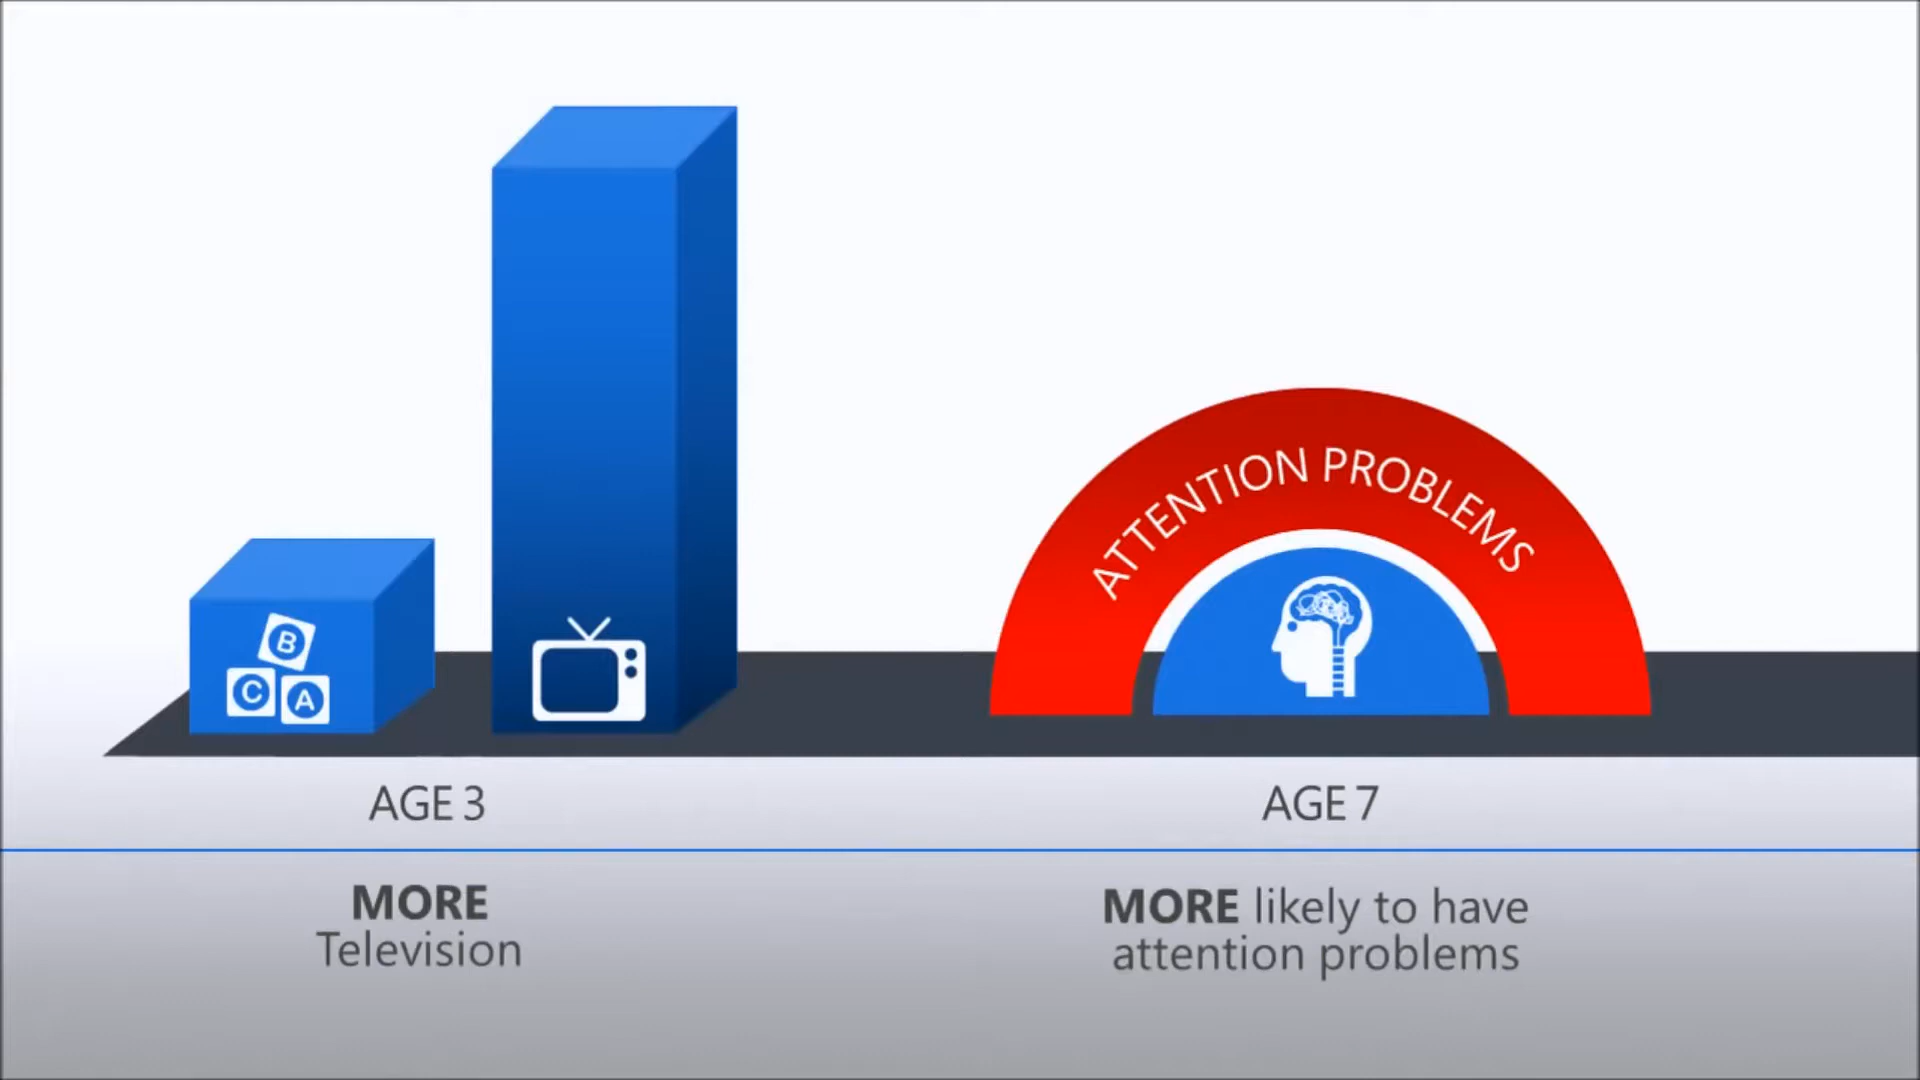 B
C A
ATTENTION PROBLEMS
AGE 3
AGE 7
MORE
Television
MORE likely to have
attention problems